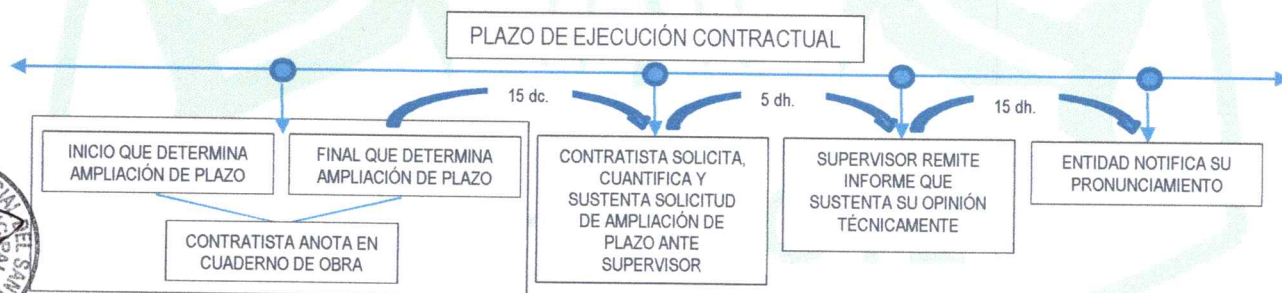 PLAZO DE EJECUCIÓN CONTRACTUAL
15 dc.
5 dh.
15 dh.
INICIO QUE DETERMINA
AMPLIACIÓN DE PLAZO
FINAL QUE DETERMINA
AMPLIACIÓN DE PLAZO
CONTRATISTA ANOTA EN
CUADERNO DE OBRA
CONTRATISTA SOLICITA,
CUANTIFICA Y
SUSTENTA SOLICITUD
DE AMPLIACIÓN DE
PLAZO ANTE
SUPERVISOR
SUPERVISOR REMITE
INFORME QUE
SUSTENTA SU OPINIÓN
TÉCNICAMENTE
ENTIDAD NOTIFICA SU
PRONUNCIAMIENTO